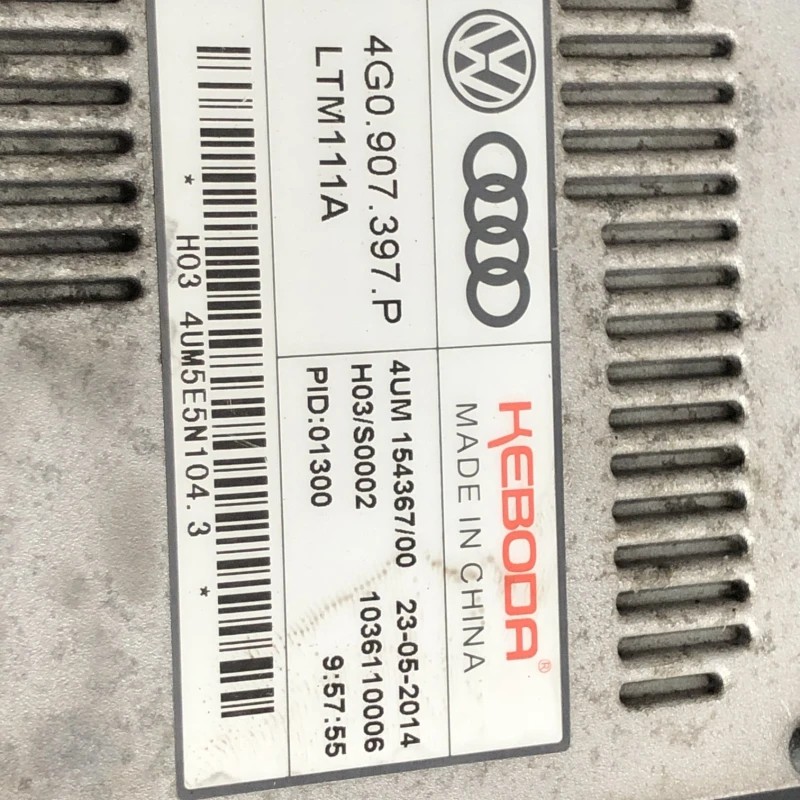 KEBODA®
MADE IN CHINA
4G0.907.397.P
LTM111A
4UM 154367/00 23-05-2014
H03/S0002 1036110006
PID:01300 9:57:55
* H03 4UM5E5N104.3 *